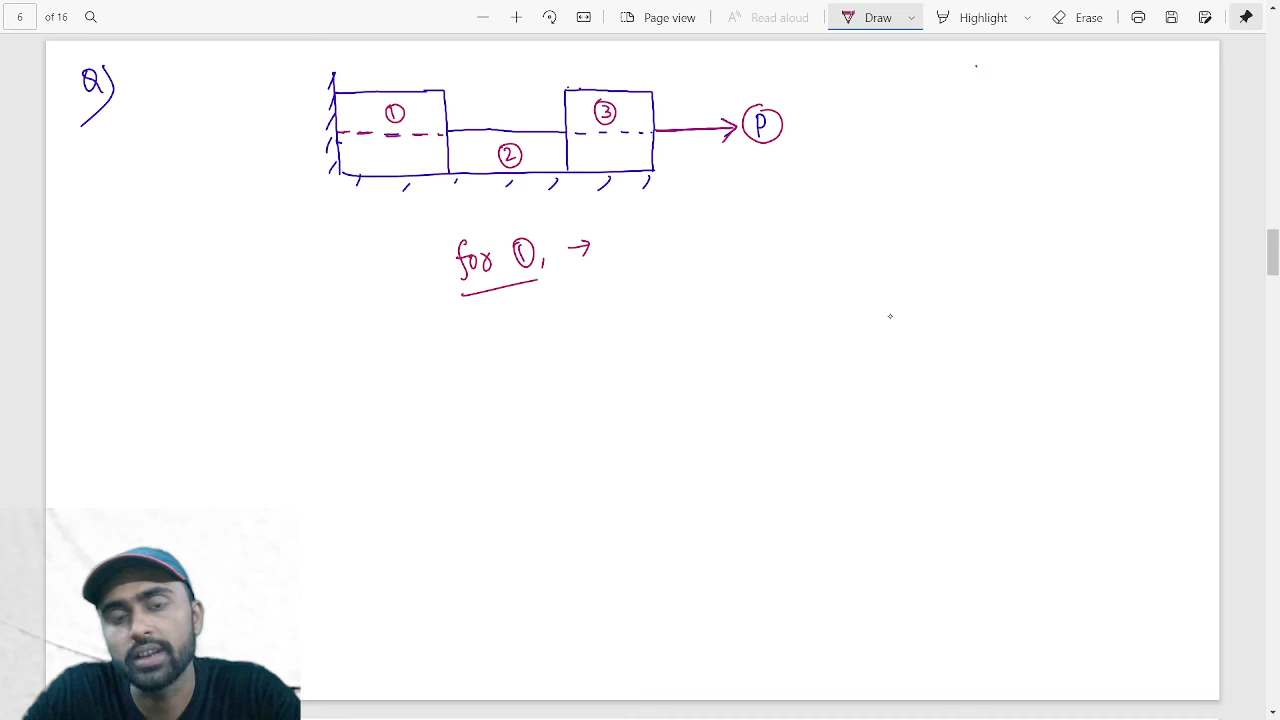 6 of 16 Page view Read aloud Draw Highlight Erase
Q)
① ③ P
②
for ①, →